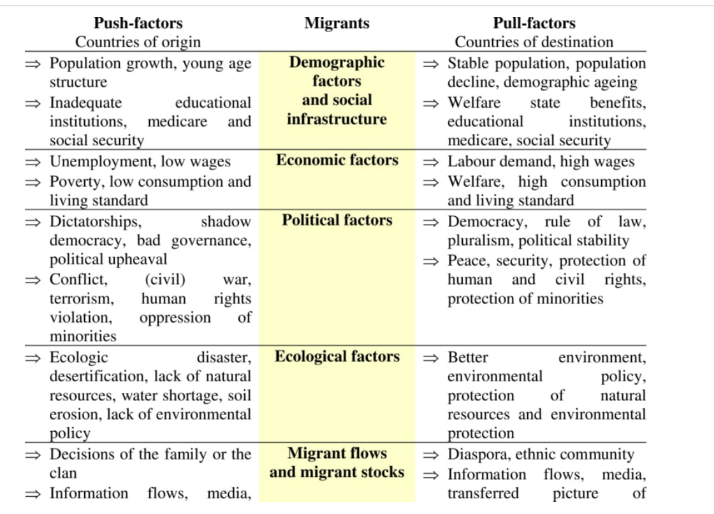 Push-factors
Countries of origin
Migrants
Pull-factors
Countries of destination
⇒ Population growth, young age
structure
⇒ Inadequate educational
institutions, medicare and
social security
Demographic
factors
and social
infrastructure
⇒ Stable population, population
decline, demographic ageing
⇒ Welfare state benefits,
educational institutions,
medicare, social security
⇒ Unemployment, low wages
⇒ Poverty, low consumption and
living standard
Economic factors
⇒ Labour demand, high wages
⇒ Welfare, high consumption
and living standard
⇒ Dictatorships, shadow
democracy, bad governance,
political upheaval
⇒ Conflict, (civil) war,
terrorism, human rights
violation, oppression of
minorities
Political factors
⇒ Democracy, rule of law,
pluralism, political stability
⇒ Peace, security, protection of
human and civil rights,
protection of minorities
⇒ Ecologic disaster,
desertification, lack of natural
resources, water shortage, soil
erosion, lack of environmental
policy
Ecological factors
⇒ Better environment,
environmental policy,
protection of natural
resources and environmental
protection
⇒ Decisions of the family or the
clan
⇒ Information flows, media,
Migrant flows
and migrant stocks
⇒ Diaspora, ethnic community
⇒ Information flows, media,
transferred picture of